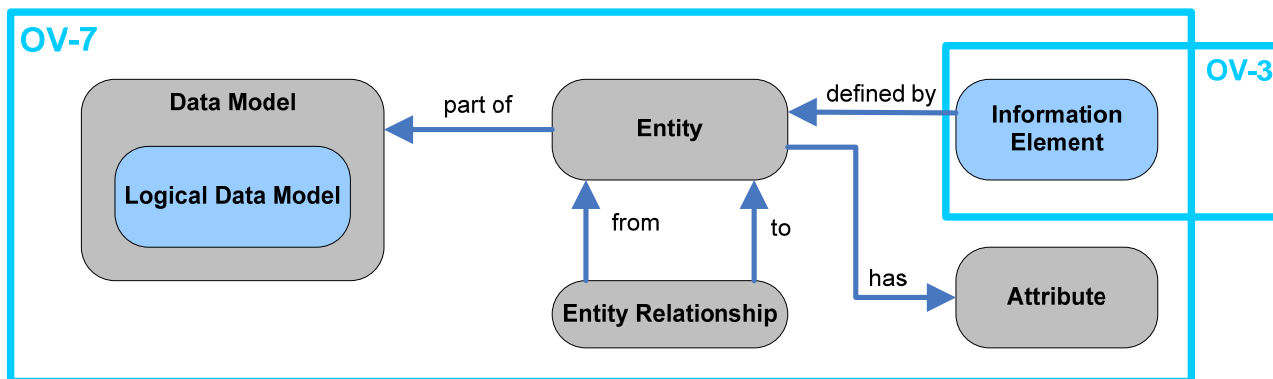 OV-7
OV-3
Data Model
part of
Entity
defined by
Information
Element
Logical Data Model
from
to
has
Entity Relationship
Attribute